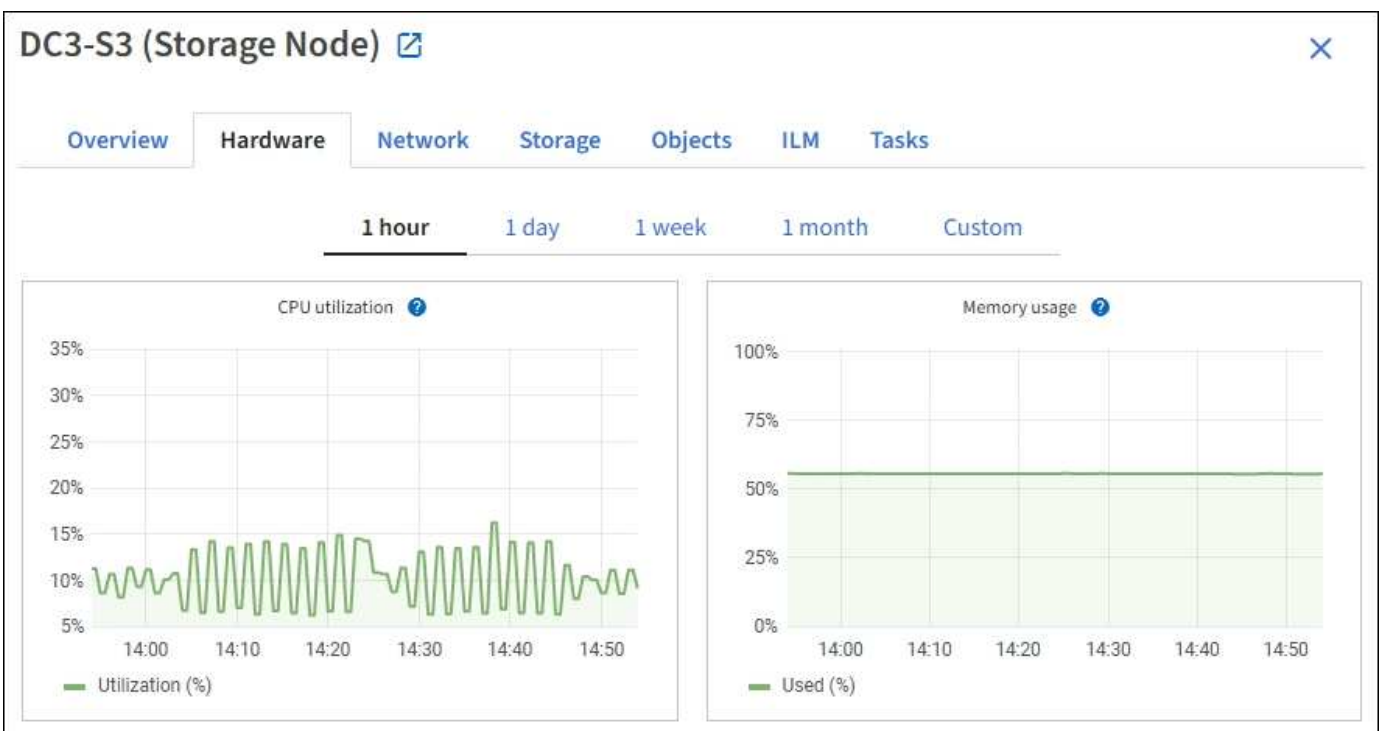 DC3-S3 (Storage Node)
Overview Hardware Network Storage Objects ILM Tasks
1 hour 1 day 1 week 1 month Custom
CPU utilization ?
35%
30%
25%
20%
15%
10%
5%
14:00 14:10 14:20 14:30 14:40 14:50
Utilization (%)
Memory usage ?
100%
75%
50%
25%
0%
14:00 14:10 14:20 14:30 14:40 14:50
Used (%)